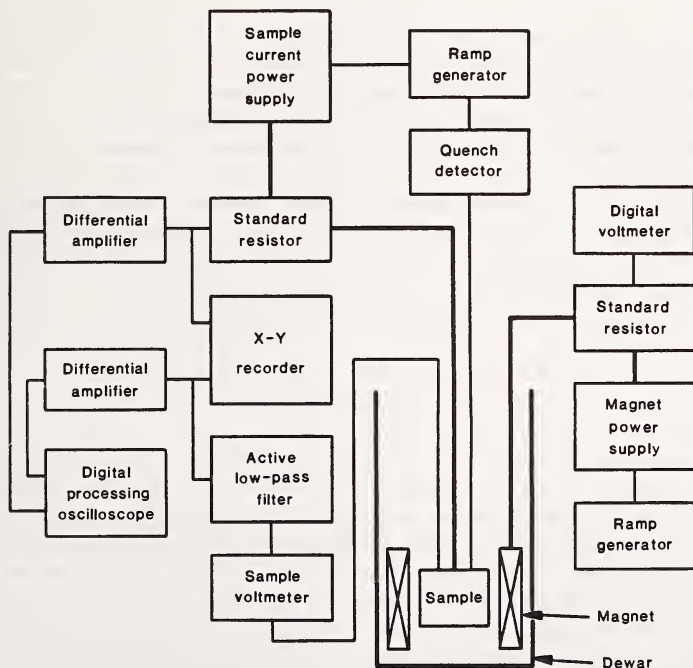 Sample
current
power
supply
Ramp
generator
Quench
detector
Differential
amplifier
Standard
resistor
Digital
voltmeter
Standard
resistor
X-Y
recorder
Differential
amplifier
Magnet
power
supply
Digital
processing
oscilloscope
Active
low-pass
filter
Ramp
generator
Sample
voltmeter
Sample
Magnet
Dewar